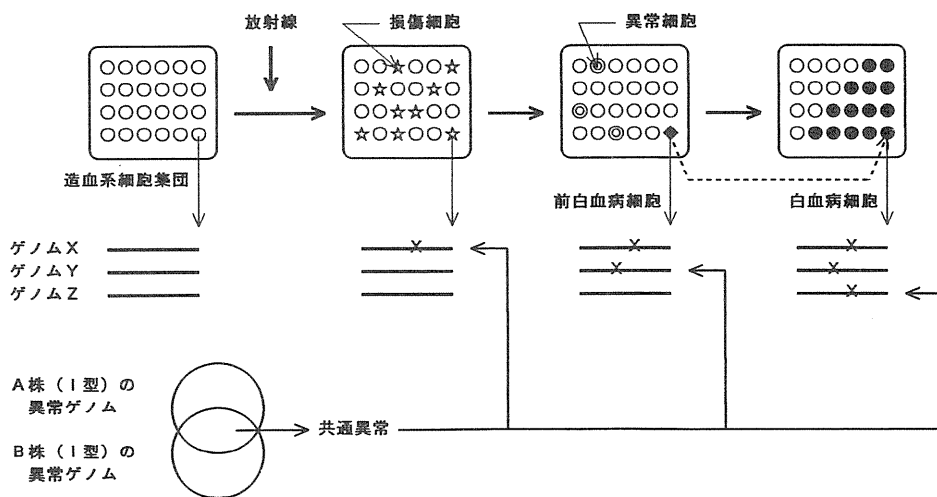 放射線
損傷細胞
異常細胞
造血系細胞集団
前白血病細胞
白血病細胞
ゲノムX
ゲノムY
ゲノムZ
X
X
X
X
X
X
A株（I型）の
異常ゲノム
共通異常
B株（I型）の
異常ゲノム